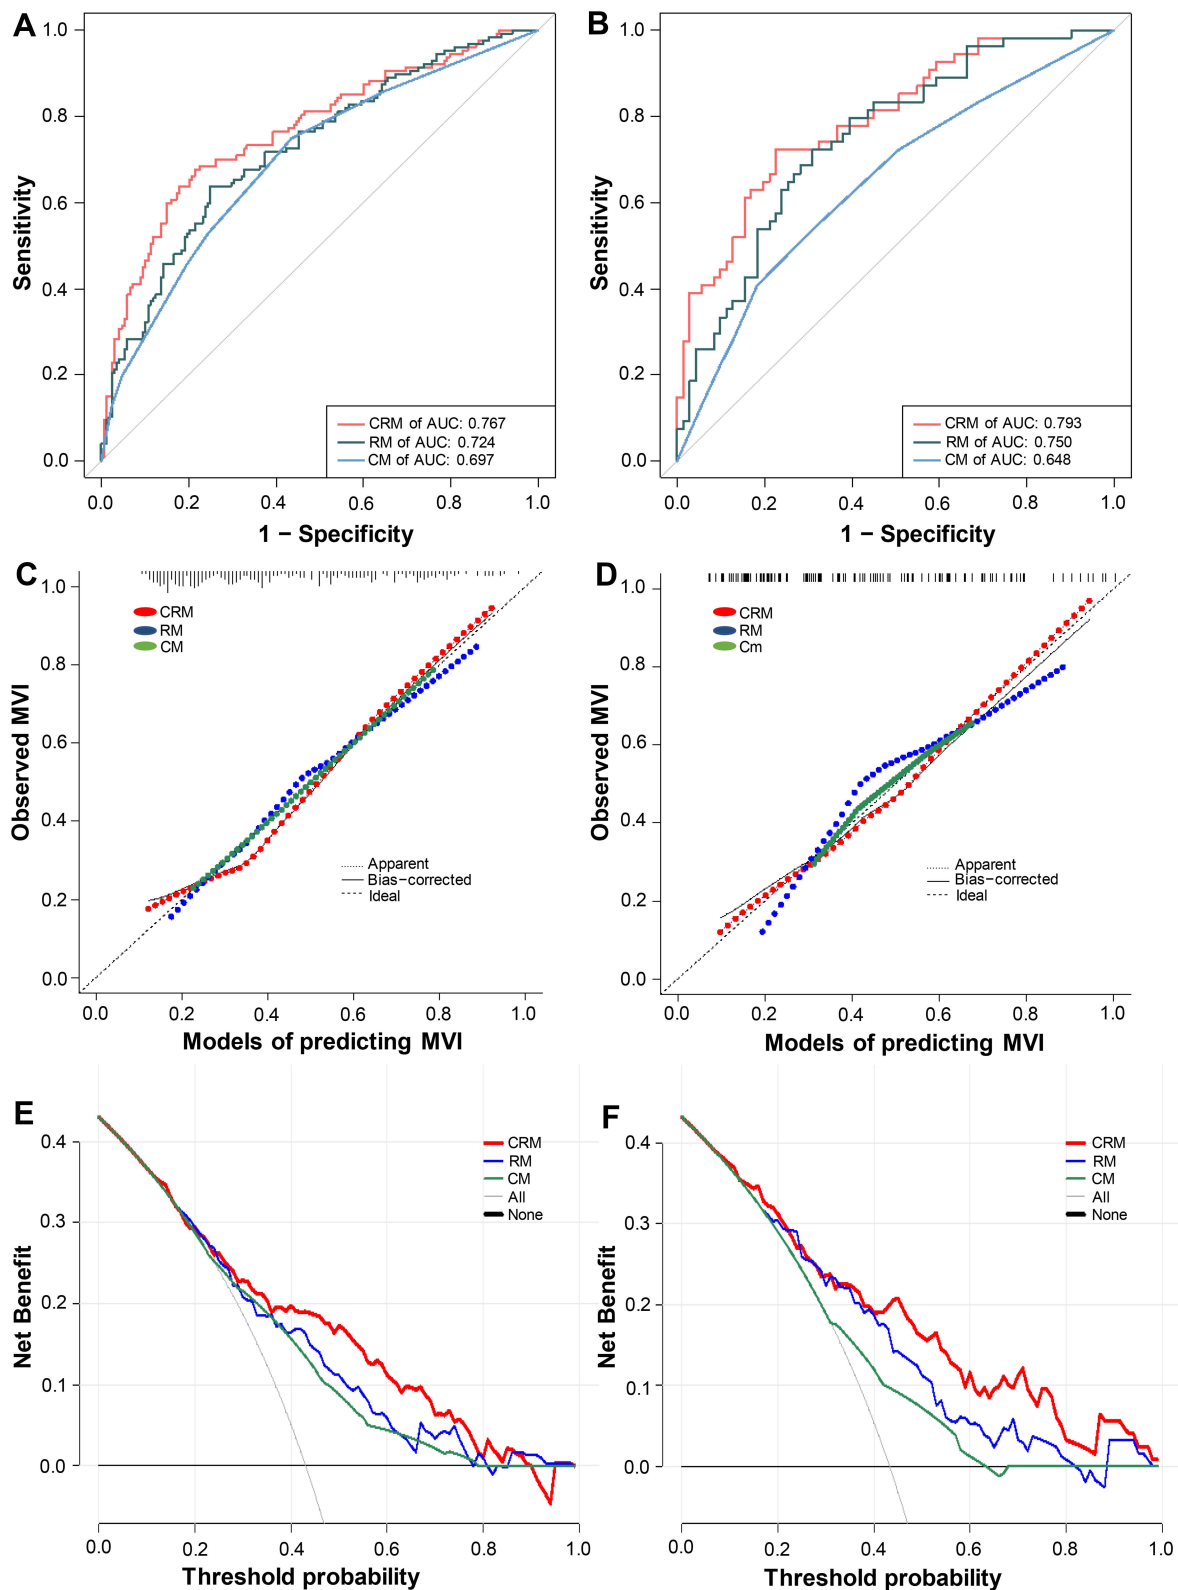 A
1.0
0.8
0.6
0.4
0.2
0.0
Sensitivity
CRM of AUC: 0.767
RM of AUC: 0.724
CM of AUC: 0.697
0.0 0.2 0.4 0.6 0.8 1.0
1 − Specificity
B
1.0
0.8
0.6
0.4
0.2
0.0
Sensitivity
CRM of AUC: 0.793
RM of AUC: 0.750
CM of AUC: 0.648
0.0 0.2 0.4 0.6 0.8 1.0
1 − Specificity
C
1.0
0.8
0.6
0.4
0.2
0.0
Observed MVI
CRM
RM
CM
Apparent
Bias−corrected
Ideal
0.0 0.2 0.4 0.6 0.8 1.0
Models of predicting MVI
D
1.0
0.8
0.6
0.4
0.2
0.0
Observed MVI
CRM
RM
Cm
Apparent
Bias−corrected
Ideal
0.0 0.2 0.4 0.6 0.8 1.0
Models of predicting MVI
E
0.4
0.3
0.2
0.1
0.0
Net Benefit
CRM
RM
CM
All
None
0.0 0.2 0.4 0.6 0.8 1.0
Threshold probability
F
0.4
0.3
0.2
0.1
0.0
Net Benefit
CRM
RM
CM
All
None
0.0 0.2 0.4 0.6 0.8 1.0
Threshold probability